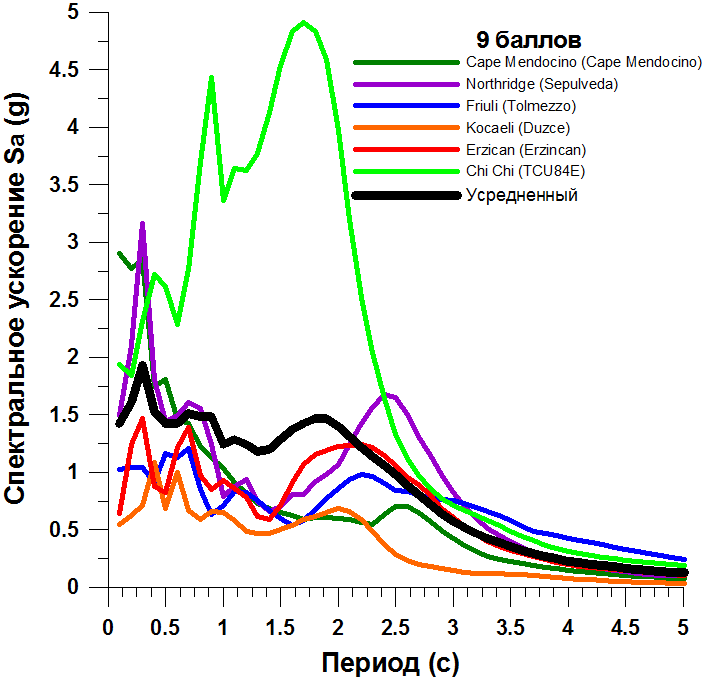 9 баллов
Cape Mendocino (Cape Mendocino)
Northridge (Sepulveda)
Friuli (Tolmezzo)
Kocaeli (Duzce)
Erzican (Erzincan)
Chi Chi (TCU84E)
Усредненный
Спектральное ускорение Sa (g)
5
4.5
4
3.5
3
2.5
2
1.5
1
0.5
0
0 0.5 1 1.5 2 2.5 3 3.5 4 4.5 5
Период (с)